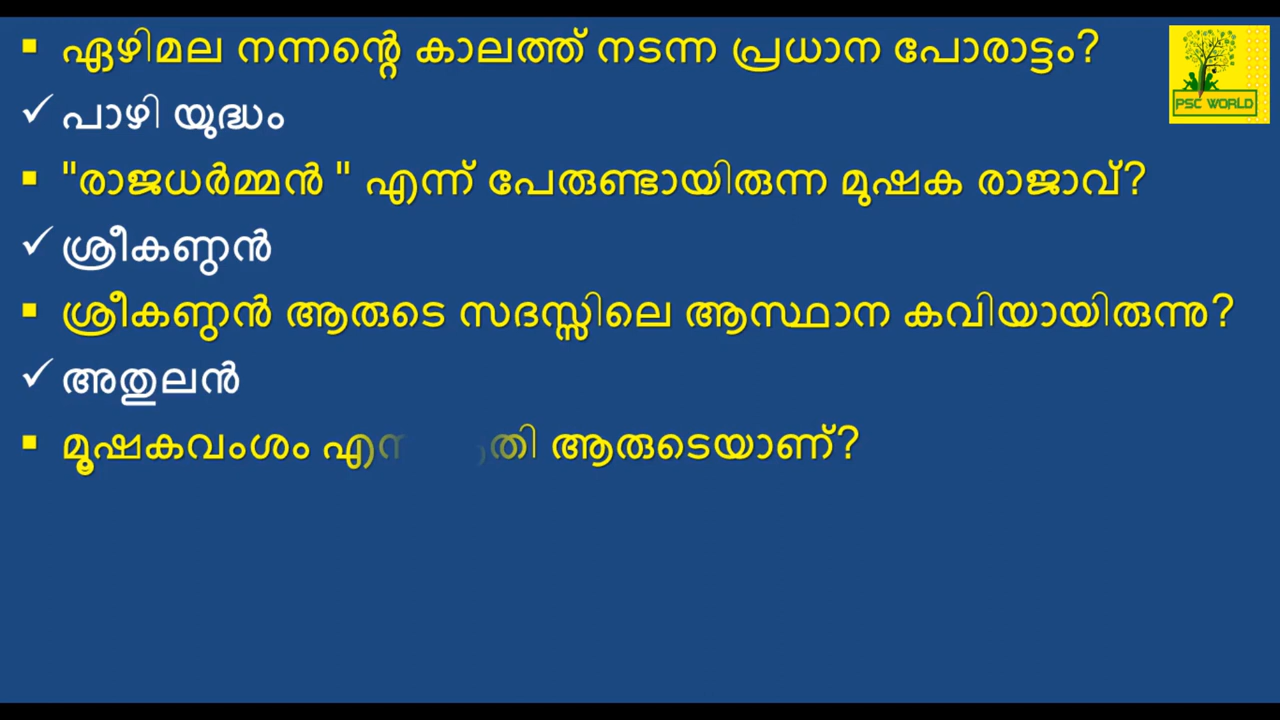 ഏഴിമല നന്നന്റെ കാലത്ത് നടന്ന പ്രധാന പോരാട്ടം?
PSC WORLD
പാഴി യുദ്ധം
"രാജധർമ്മൻ " എന്ന് പേരുണ്ടായിരുന്ന മുഷക രാജാവ്?
ശ്രീകണ്ഠൻ
ശ്രീകണ്ഠൻ ആരുടെ സദസ്സിലെ ആസ്ഥാന കവിയായിരുന്നു?
അതുലൻ
മൂഷകവംശം ആരുടെയാണ്?